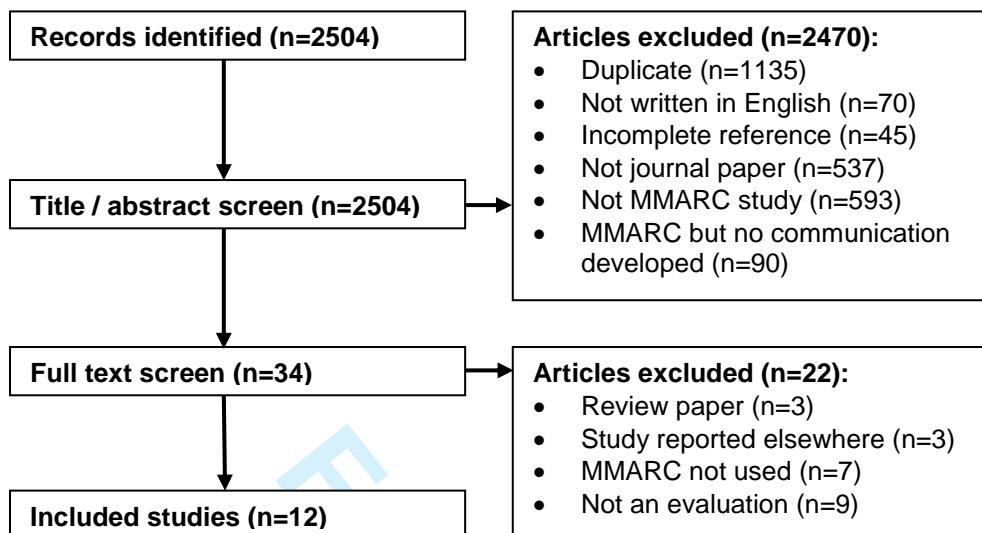 Records identified (n=2504)
Articles excluded (n=2470):
• Duplicate (n=1135)
• Not written in English (n=70)
• Incomplete reference (n=45)
• Not journal paper (n=537)
• Not MMARC study (n=593)
• MMARC but no communication
developed (n=90)
Title / abstract screen (n=2504)
Full text screen (n=34)
Articles excluded (n=22):
• Review paper (n=3)
• Study reported elsewhere (n=3)
• MMARC not used (n=7)
• Not an evaluation (n=9)
Included studies (n=12)